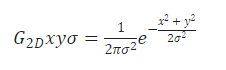 G₂Dxyσ = 1/(2πσ²) e^(−(x² + y²)/(2σ²))